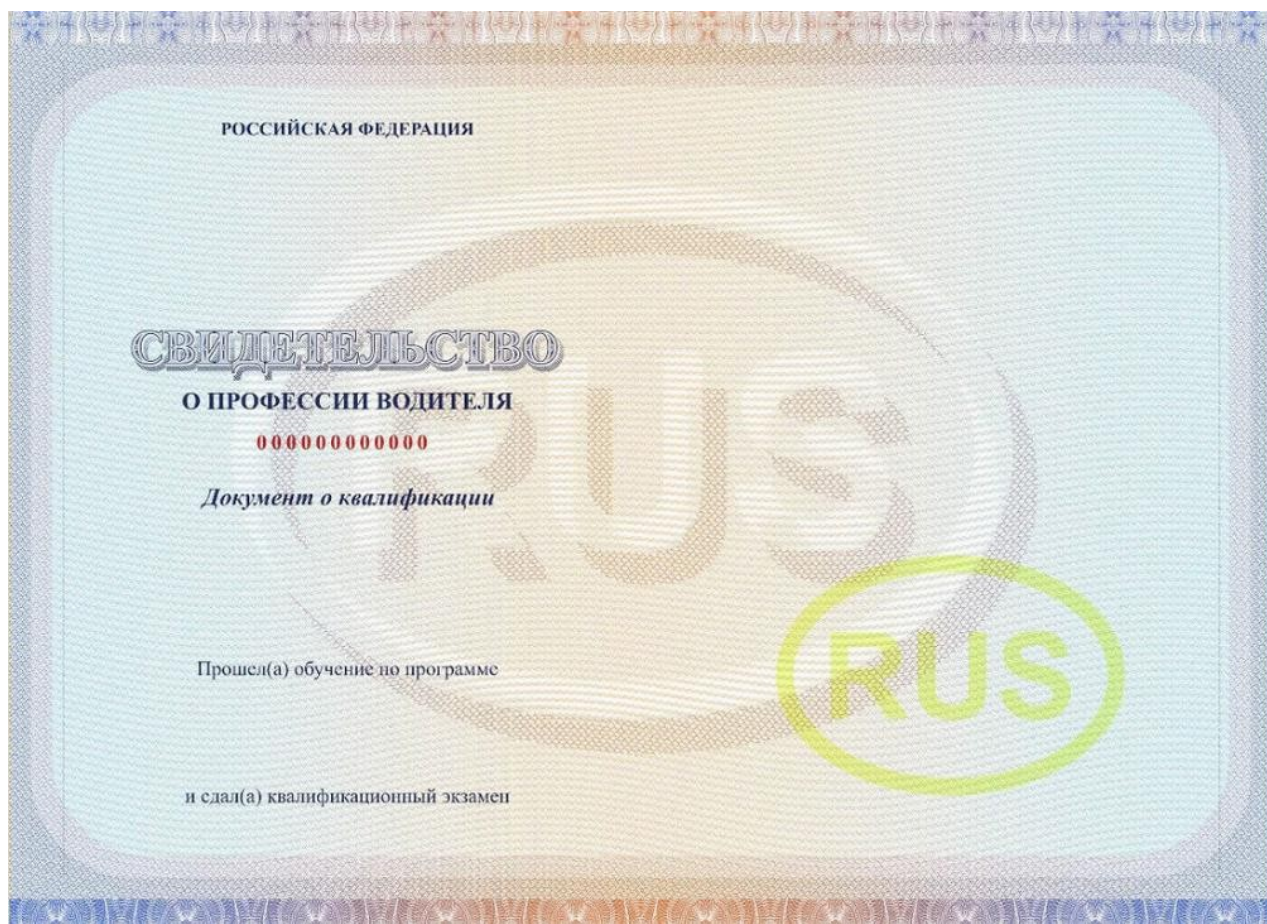 РОССИЙСКАЯ ФЕДЕРАЦИЯ
СВИДЕТЕЛЬСТВО
О ПРОФЕССИИ ВОДИТЕЛЯ
000000000000
Документ о квалификации
RUS
Прошел(а) обучение по программе
RUS
и сдал(а) квалификационный экзамен